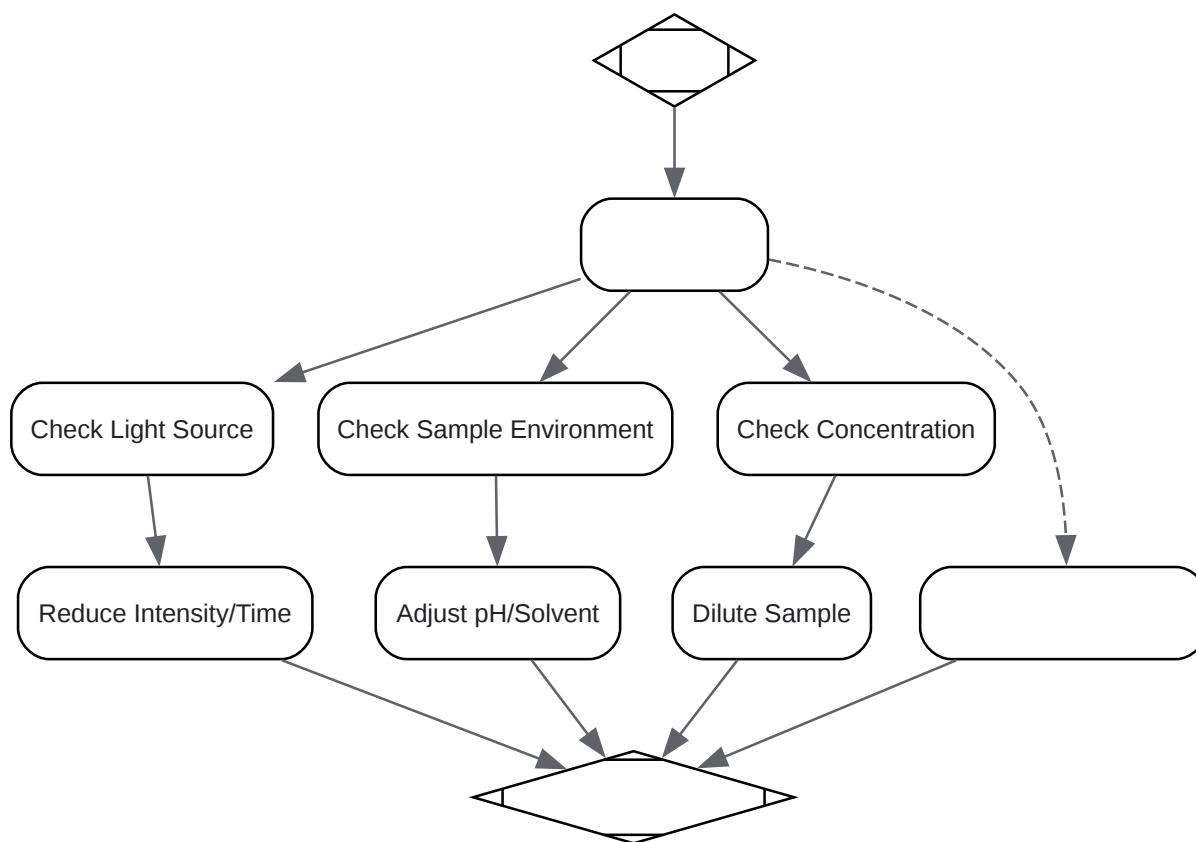 Check Light Source
Check Sample Environment
Check Concentration
Reduce Intensity/Time
Adjust pH/Solvent
Dilute Sample